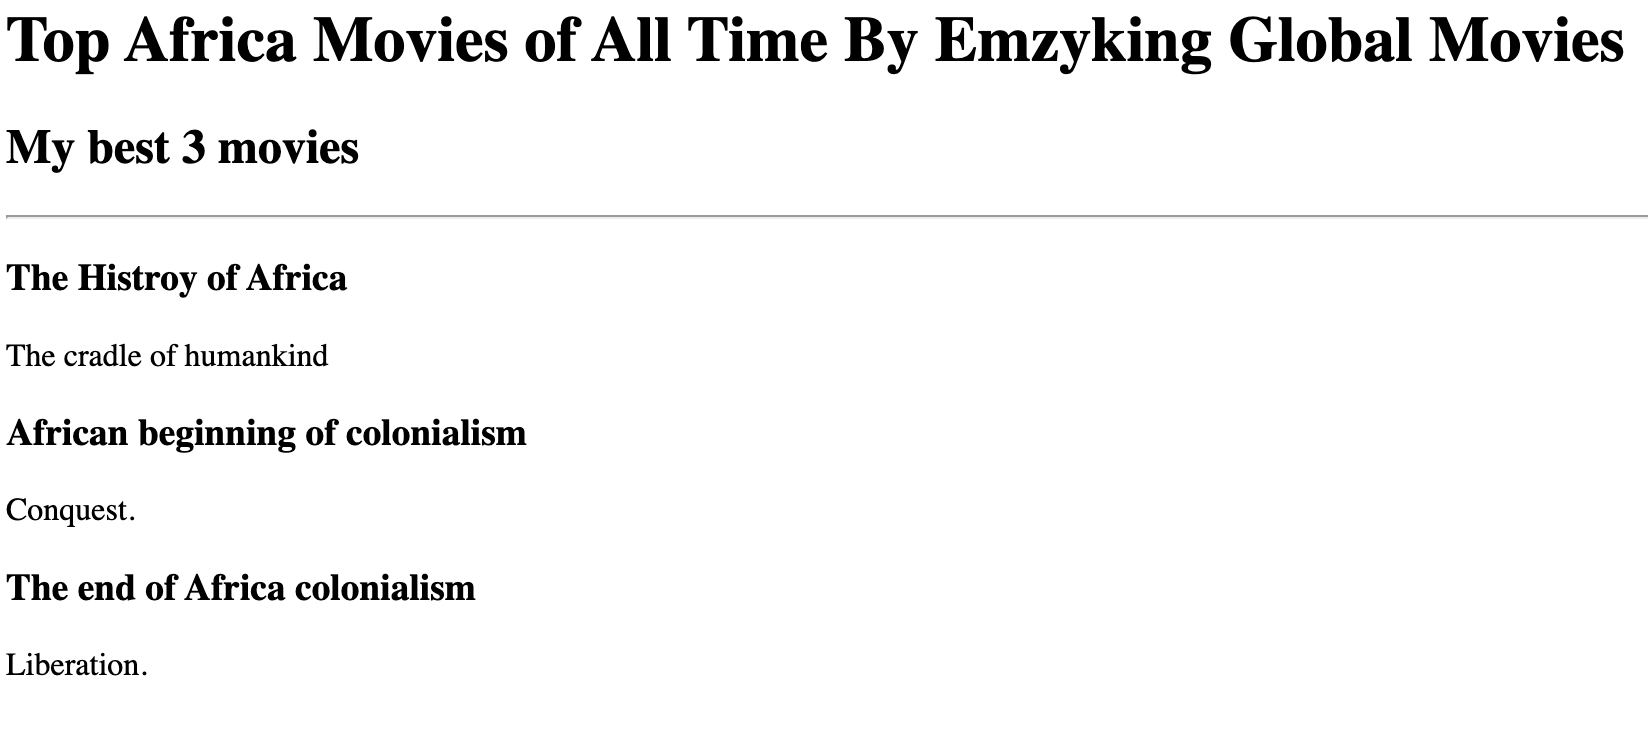 Top Africa Movies of All Time By Emzyking Global Movies
My best 3 movies
The Histroy of Africa
The cradle of humankind
African beginning of colonialism
Conquest.
The end of Africa colonialism
Liberation.